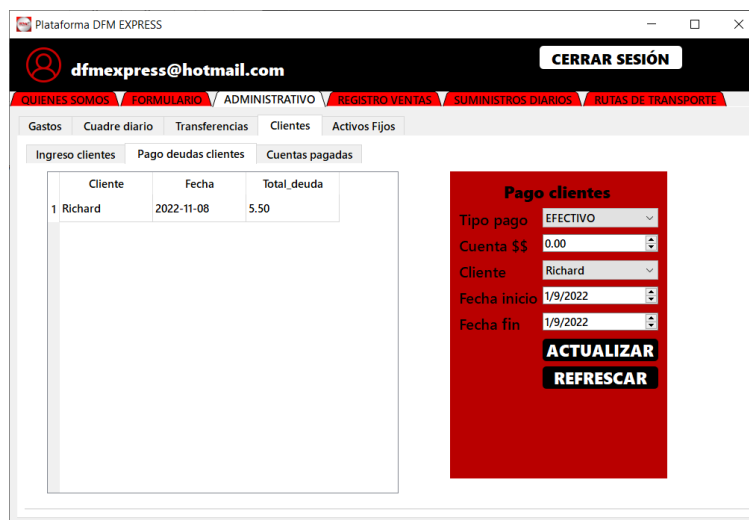 Plataforma DFM EXPRESS
dfmexpress@hotmail.com
CERRAR SESIÓN
QUIENES SOMOS FORMULARIO ADMINISTRATIVO REGISTRO VENTAS SUMINISTROS DIARIOS RUTAS DE TRANSPORTE
Gastos Cuadre diario Transferencias Clientes Activos Fijos
Ingreso clientes Pago deudas clientes Cuentas pagadas
Cliente Fecha Total_deuda
1 Richard 2022-11-08 5.50
Pago clientes
Tipo pago EFECTIVO
Cuenta $$ 0.00
Cliente Richard
Fecha inicio 1/9/2022
Fecha fin 1/9/2022
ACTUALIZAR
REFRESCAR